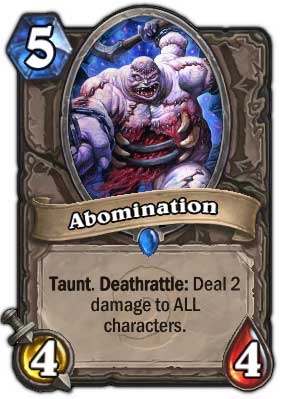 5
Abomination
Taunt. Deathrattle: Deal 2
damage to ALL
characters.
4 4